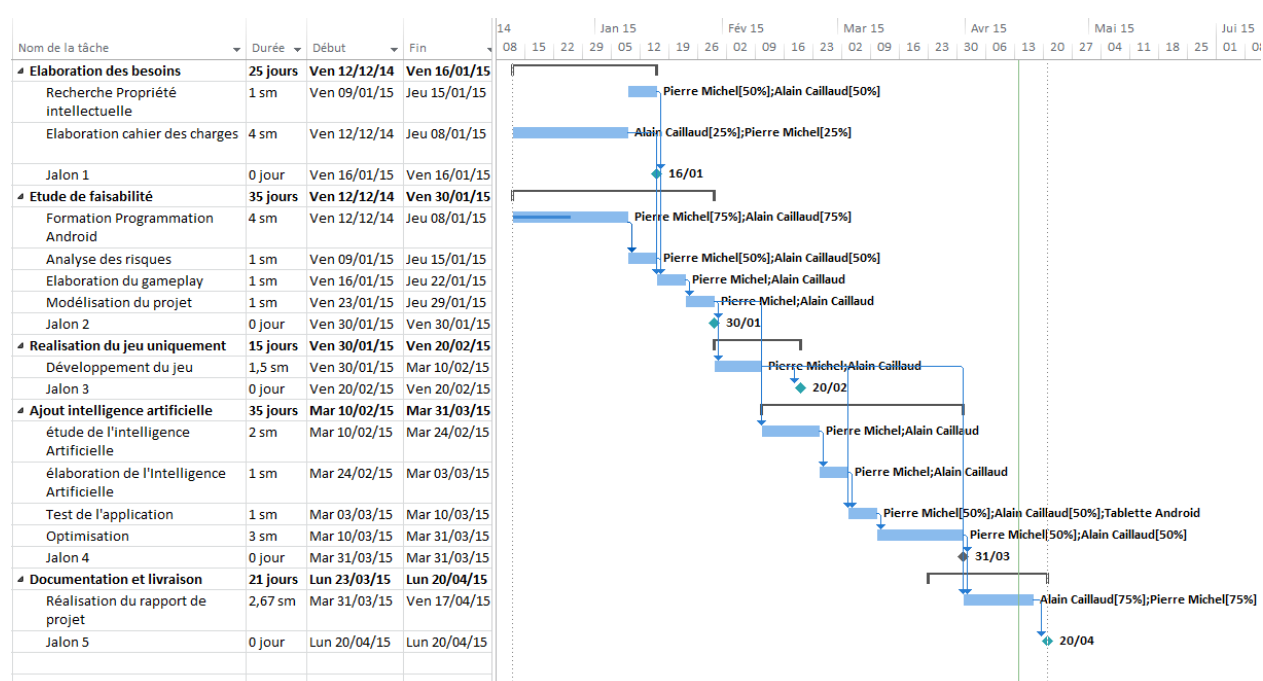 14 Jan 15 Fév 15 Mar 15 Avr 15 Mai 15 Jui 15
Nom de la tâche Durée Début Fin 08 15 22 29 05 12 19 26 02 09 16 23 02 09 16 23 30 06 13 20 27 04 11 18 25 01 08
Elaboration des besoins 25 jours Ven 12/12/14 Ven 16/01/15
Recherche Propriété 1 sm Ven 09/01/15 Jeu 15/01/15 Pierre Michel[50%];Alain Caillaud[50%]
intellectuelle
Elaboration cahier des charges 4 sm Ven 12/12/14 Jeu 08/01/15 Alain Caillaud[25%];Pierre Michel[25%]
Jalon 1 0 jour Ven 16/01/15 Ven 16/01/15 16/01
Etude de faisabilité 35 jours Ven 12/12/14 Ven 30/01/15
Formation Programmation 4 sm Ven 12/12/14 Jeu 08/01/15 Pierre Michel[75%];Alain Caillaud[75%]
Android
Analyse des risques 1 sm Ven 09/01/15 Jeu 15/01/15 Pierre Michel[50%];Alain Caillaud[50%]
Elaboration du gameplay 1 sm Ven 16/01/15 Jeu 22/01/15 Pierre Michel;Alain Caillaud
Modélisation du projet 1 sm Ven 23/01/15 Jeu 29/01/15 Pierre Michel;Alain Caillaud
Jalon 2 0 jour Ven 30/01/15 Ven 30/01/15 30/01
Realisation du jeu uniquement 15 jours Ven 30/01/15 Ven 20/02/15
Développement du jeu 1,5 sm Ven 30/01/15 Mar 10/02/15 Pierre Michel;Alain Caillaud
Jalon 3 0 jour Ven 20/02/15 Ven 20/02/15 20/02
Ajout intelligence artificielle 35 jours Mar 10/02/15 Mar 31/03/15
étude de l'intelligence 2 sm Mar 10/02/15 Mar 24/02/15 Pierre Michel;Alain Caillaud
Artificielle
élaboration de l'Intelligence 1 sm Mar 24/02/15 Mar 03/03/15 Pierre Michel;Alain Caillaud
Artificielle
Test de l'application 1 sm Mar 03/03/15 Mar 10/03/15 Pierre Michel[50%];Alain Caillaud[50%];Tablette Android
Optimisation 3 sm Mar 10/03/15 Mar 31/03/15 Pierre Michel[50%];Alain Caillaud[50%]
Jalon 4 0 jour Mar 31/03/15 Mar 31/03/15 31/03
Documentation et livraison 21 jours Lun 23/03/15 Lun 20/04/15
Réalisation du rapport de 2,67 sm Mar 31/03/15 Ven 17/04/15 Alain Caillaud[75%];Pierre Michel[75%]
projet
Jalon 5 0 jour Lun 20/04/15 Lun 20/04/15 20/04